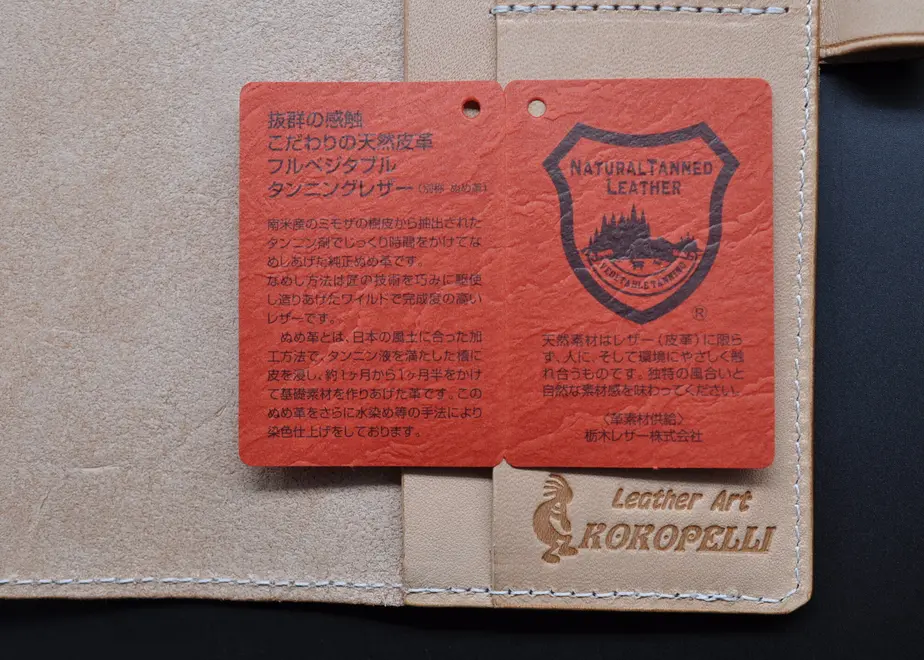 抜群の感触
こだわりの天然皮革
フルベジタブル
タンニングレザー(別称 ぬめ革)
南米産のミモザの樹皮から抽出された
タンニン剤でじっくり時間をかけてな
めしあげた純正ぬめ革です。
なめし方法は匠の技術を巧みに駆使
し造りあげたワイルドで完成度の高い
レザーです。
ぬめ革とは、日本の風土に合った加
工方法で、タンニン液を満たした槽に
皮を浸し、約1ヶ月から1ヶ月半をかけ
て基礎素材を作りあげた革です。この
ぬめ革をさらに水染め等の手法により
染色仕上げをしております。
NATURAL TANNED
LEATHER
VEGETABLE TANNING
®
天然素材はレザー(皮革)に限ら
ず、人に、そして環境にやさしく触
れ合うものです。独特の風合いと
自然な素材感を味わってください。
〈革素材供給〉
栃木レザー株式会社
Leather Art
KOKOPELLI